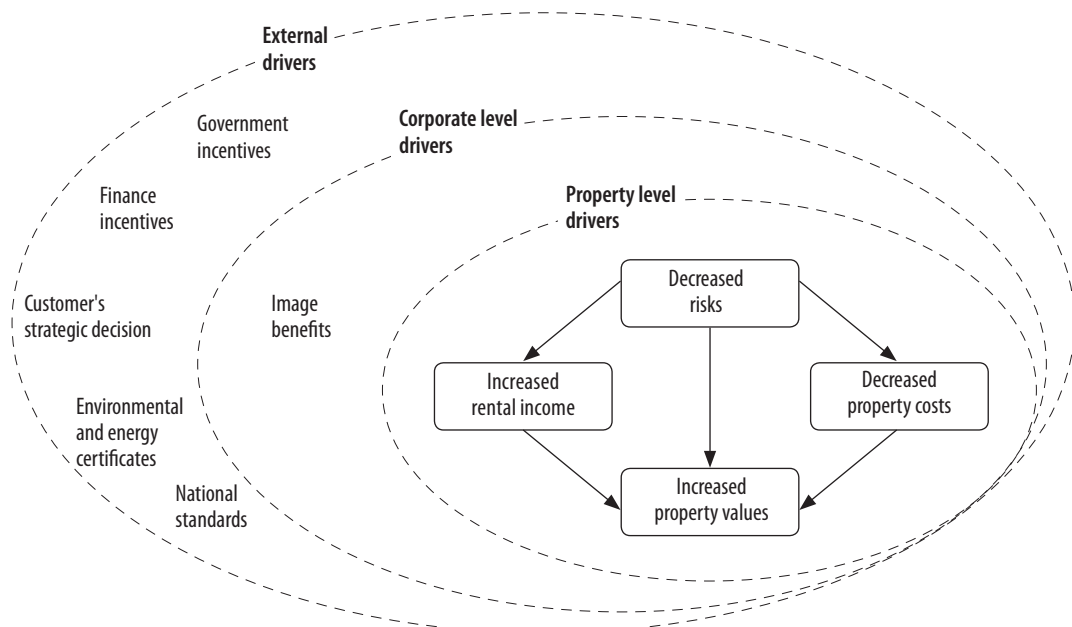 External
drivers
Government
incentives
Corporate level
drivers
Finance
incentives
Property level
drivers
Decreased
risks
Customer's
strategic decision
Image
benefits
Increased
rental income
Decreased
property costs
Environmental
and energy
certificates
National
standards
Increased
property values